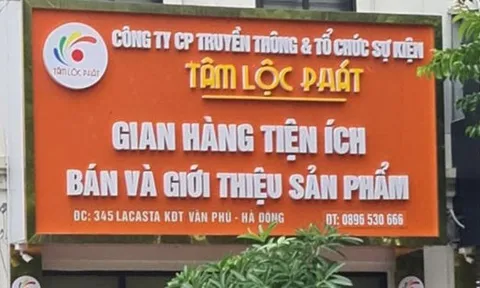 TÂM LỘC PHÁT
CÔNG TY CP TRUYỀN THÔNG & TỔ CHỨC SỰ KIỆN
TÂM LỘC PHÁT
GIAN HÀNG TIỆN ÍCH
BÁN VÀ GIỚI THIỆU SẢN PHẨM
ĐC: 345 LACASTA KĐT VĂN PHÚ - HÀ ĐÔNG ĐT: 0896 530 666